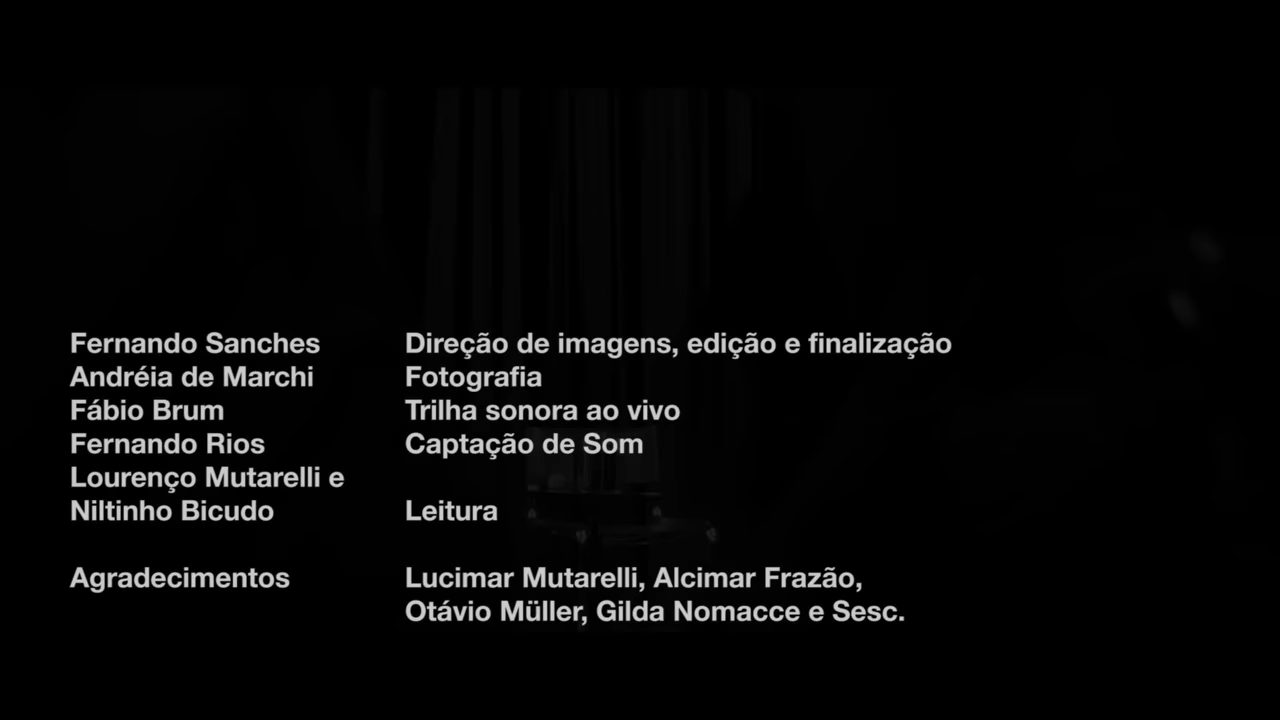 Fernando Sanches Direção de imagens, edição e finalização
Andréia de Marchi Fotografia
Fábio Brum Trilha sonora ao vivo
Fernando Rios Captação de Som
Lourenço Mutarelli e
Niltinho Bicudo Leitura
Agradecimentos Lucimar Mutarelli, Alcimar Frazão,
Otávio Müller, Gilda Nomacce e Sesc.